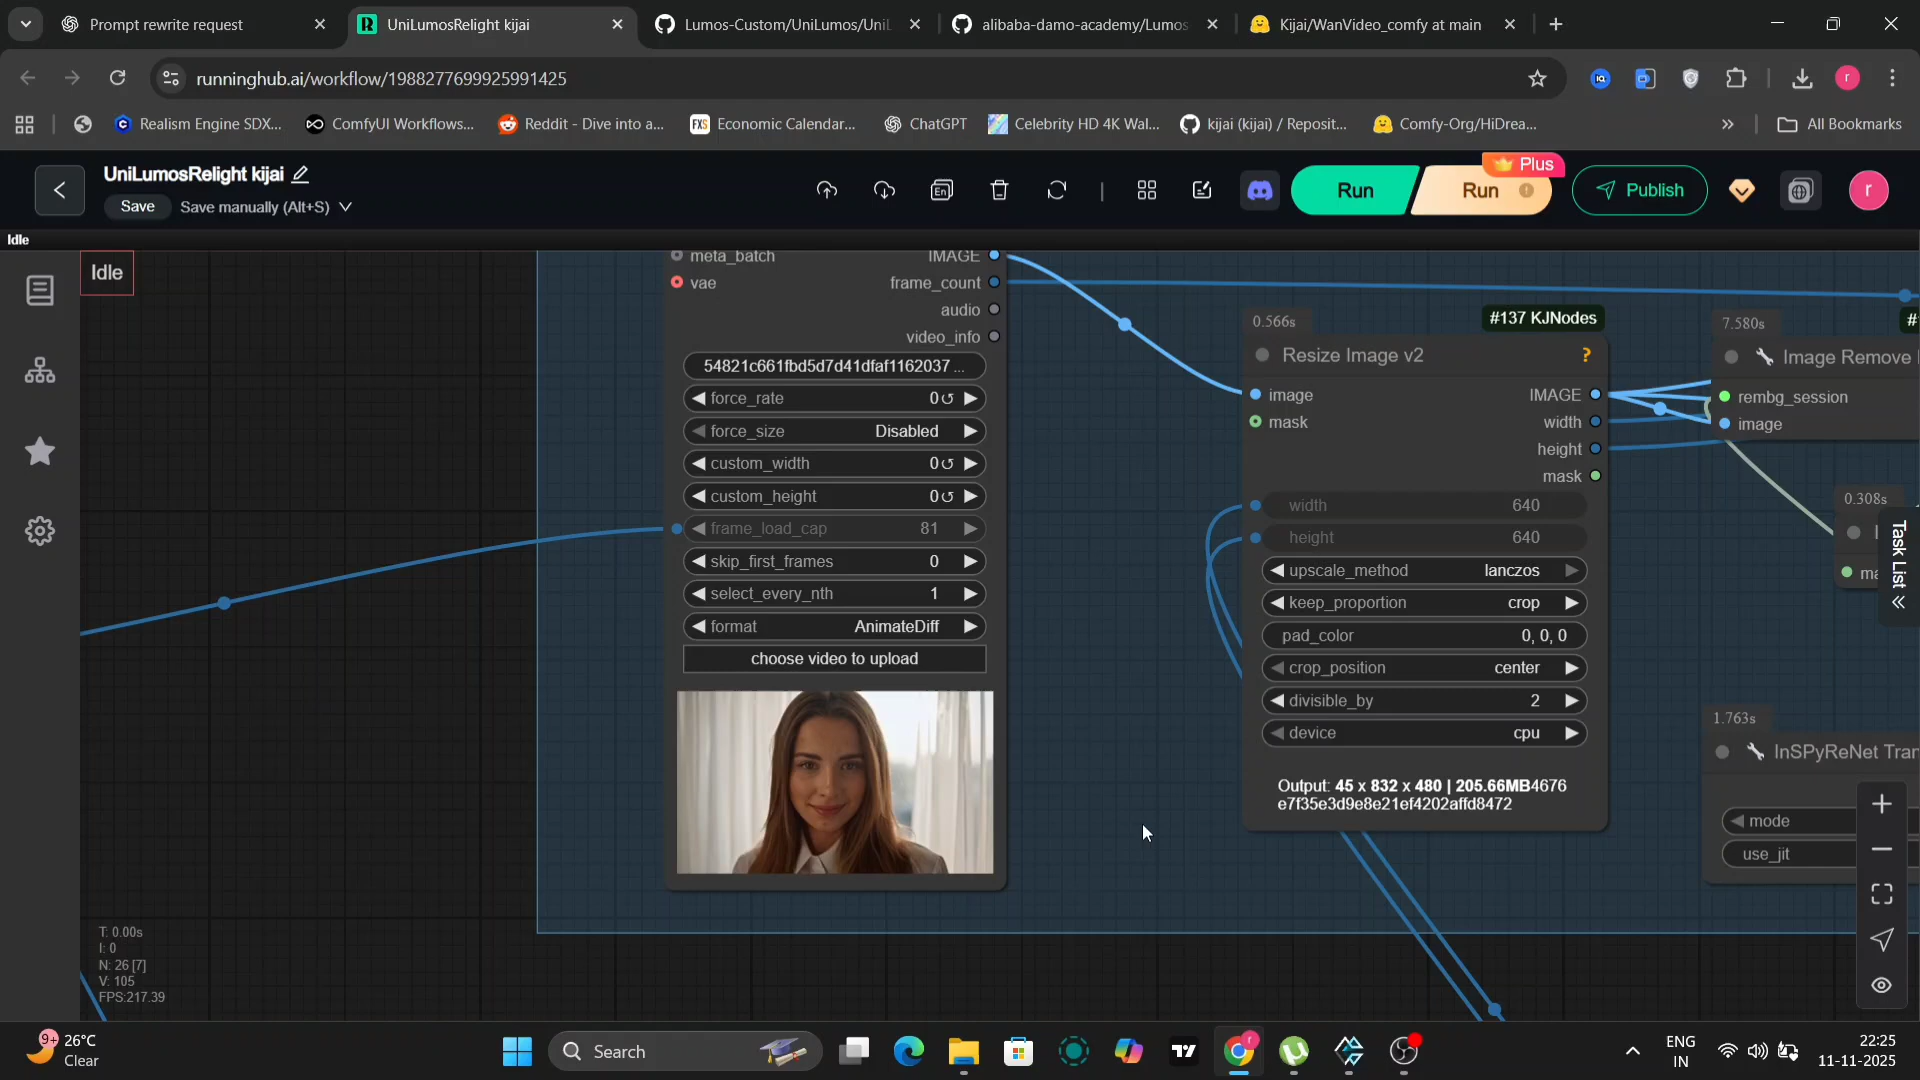 Prompt rewrite request
UniLumosRelight kijai
Lumos-Custom/UniLumos/UniL
alibaba-damo-academy/Lumos
Kijai/WanVideo_comfy at main
runninghub.ai/workflow/1988277699925991425
Realism Engine SDX...
ComfyUI Workflows...
Reddit - Dive into a...
FXS
Economic Calendar...
ChatGPT
Celebrity HD 4K Wal...
kijai (kijai) / Reposit...
Comfy-Org/HiDrea...
All Bookmarks
UniLumosRelight kijai
Save
Save manually (Alt+S)
En
Run
Run
Plus
Publish
r
Idle
Idle
meta_batch
IMAGE
vae
frame_count
audio
video_info
54821c661fbd5d7d41dfaf1162037 ...
force_rate 0
force_size Disabled
custom_width 0
custom_height 0
frame_load_cap 81
skip_first_frames 0
select_every_nth 1
format AnimateDiff
choose video to upload
0.566s
#137 KJNodes
Resize Image v2
?
image
IMAGE
mask
width
height
mask
width 640
height 640
upscale_method lanczos
keep_proportion crop
pad_color 0, 0, 0
crop_position center
divisible_by 2
device cpu
Output: 45 x 832 x 480 | 205.66MB4676
e7f35e3d9e8e21ef4202affd8472
7.580s
Image Remove
rembg_session
image
0.308s
ma
Task List
1.763s
InSPyReNet Tran
mode
use_jit
T: 0.00s
I: 0
N: 26 [7]
V: 105
FPS:217.39
9+
26°C
Clear
Search
ENG
IN
22:25
11-11-2025